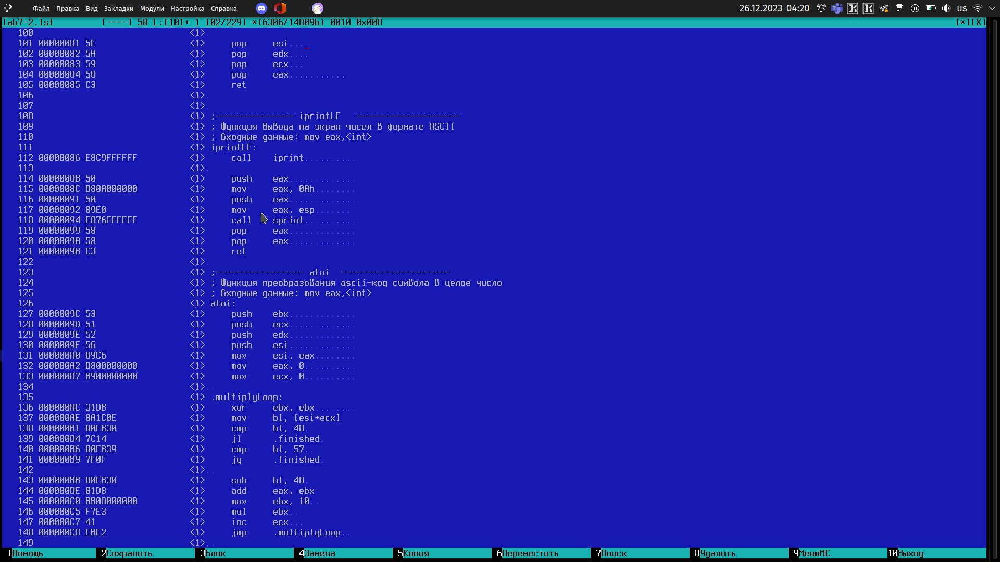 Файл Правка Вид Закладки Модули Настройка Справка 26.12.2023 04:20 us
lab7-2.lst [----] 58 L:[101+ 1 102/229] *(6306/14809b) 0010 0x00A [*][X]
100 <1>.
101 00000081 5E <1> pop esi...
102 00000082 5A <1> pop edx....
103 00000083 59 <1> pop ecx...
104 00000084 58 <1> pop eax...........
105 00000085 C3 <1> ret
106 <1>.
107 <1>.
108 <1> ;--------------- iprintLF --------------------
109 <1> ; Функция вывода на экран чисел в формате ASCII
110 <1> ; входные данные: mov eax,<int>
111 <1> iprintLF:
112 00000086 E8C9FFFFFF <1> call iprint..........
113 <1>.
114 0000008B 50 <1> push eax.............
115 0000008C B80A000000 <1> mov eax, 0Ah........
116 00000091 50 <1> push eax.............
117 00000092 89E0 <1> mov eax, esp.......
118 00000094 E876FFFFFF <1> call sprint..........
119 00000099 58 <1> pop eax.............
120 0000009A 58 <1> pop eax.............
121 0000009B C3 <1> ret
122 <1>.
123 <1> ;----------------- atoi ---------------------
124 <1> ; Функция преобразования ascii-код символа в целое число
125 <1> ; входные данные: mov eax,<int>
126 <1> atoi:
127 0000009C 53 <1> push ebx.............
128 0000009D 51 <1> push ecx.............
129 0000009E 52 <1> push edx.............
130 0000009F 56 <1> push esi.............
131 000000A0 89C6 <1> mov esi, eax........
132 000000A2 B800000000 <1> mov eax, 0..........
133 000000A7 B900000000 <1> mov ecx, 0..........
134 <1>..
135 <1> .multiplyLoop:
136 000000AC 31DB <1> xor ebx, ebx........
137 000000AE 8A1C0E <1> mov bl, [esi+ecx]
138 000000B1 80FB30 <1> cmp bl, 48.
139 000000B4 7C14 <1> jl .finished.
140 000000B6 80FB39 <1> cmp bl, 57..
141 000000B9 7F0F <1> jg .finished.
142 <1>..
143 000000BB 80EB30 <1> sub bl, 48.
144 000000BE 01D8 <1> add eax, ebx
145 000000C0 BB0A000000 <1> mov ebx, 10..
146 000000C5 F7E3 <1> mul ebx..
147 000000C7 41 <1> inc ecx...
148 000000C8 EBE2 <1> jmp .multiplyLoop..
149 <1>..
1Помощь 2Сохранить 3Блок 4Замена 5Копия 6Переместить 7Поиск 8Удалить 9МенюMC 10Выход